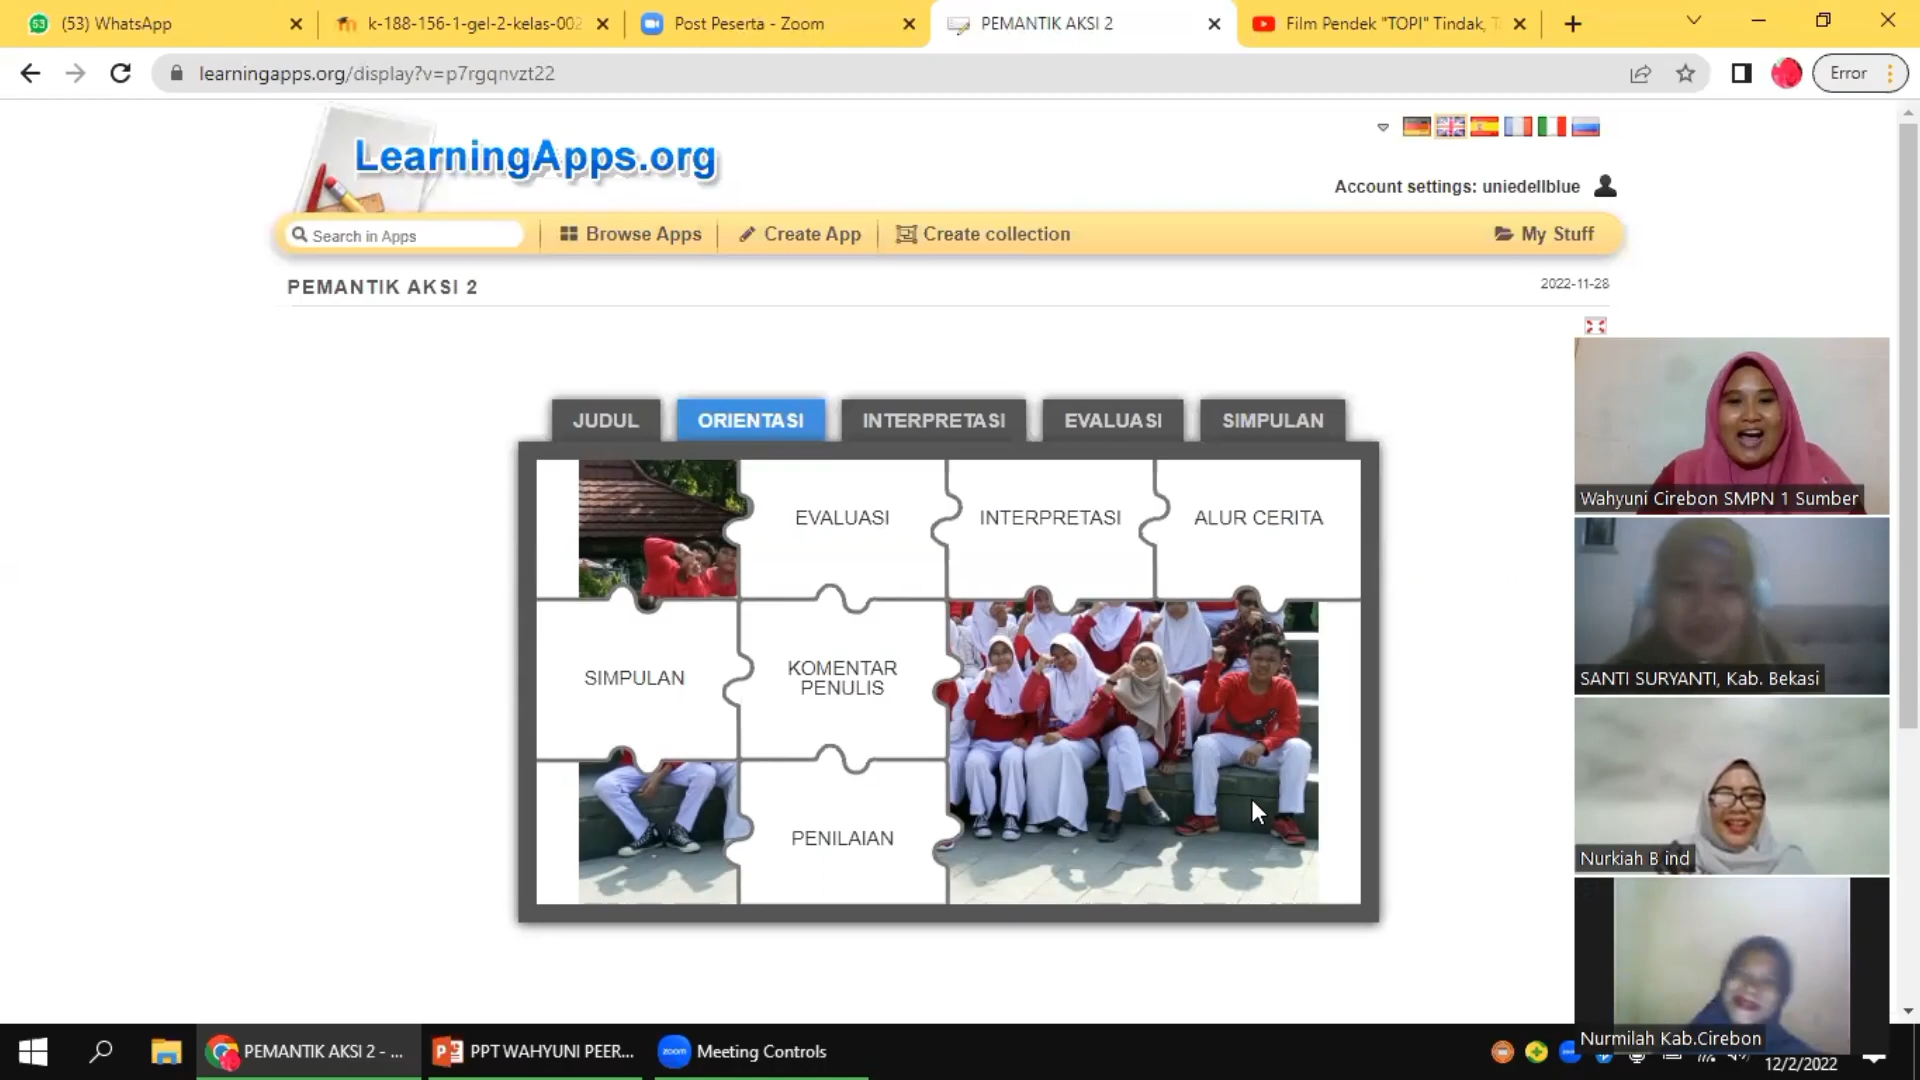 (53) WhatsApp
k-188-156-1-gel-2-kelas-002
Post Peserta - Zoom
PEMANTIK AKSI 2
Film Pendek "TOPI" Tindak,
learningapps.org/display?v=p7rgqnvzt22
Error
LearningApps.org
Account settings: uniedellblue
Search in Apps
Browse Apps
Create App
Create collection
My Stuff
PEMANTIK AKSI 2
2022-11-28
JUDUL
ORIENTASI
INTERPRETASI
EVALUASI
SIMPULAN
EVALUASI
INTERPRETASI
ALUR CERITA
SIMPULAN
KOMENTAR
PENULIS
PENILAIAN
Wahyuni Cirebon SMPN 1 Sumber
SANTI SURYANTI, Kab. Bekasi
Nurkiah B ind
Nurmilah Kab.Cirebon
PEMANTIK AKSI 2 - ...
PPT WAHYUNI PEER...
zoom
Meeting Controls
12/2/2022